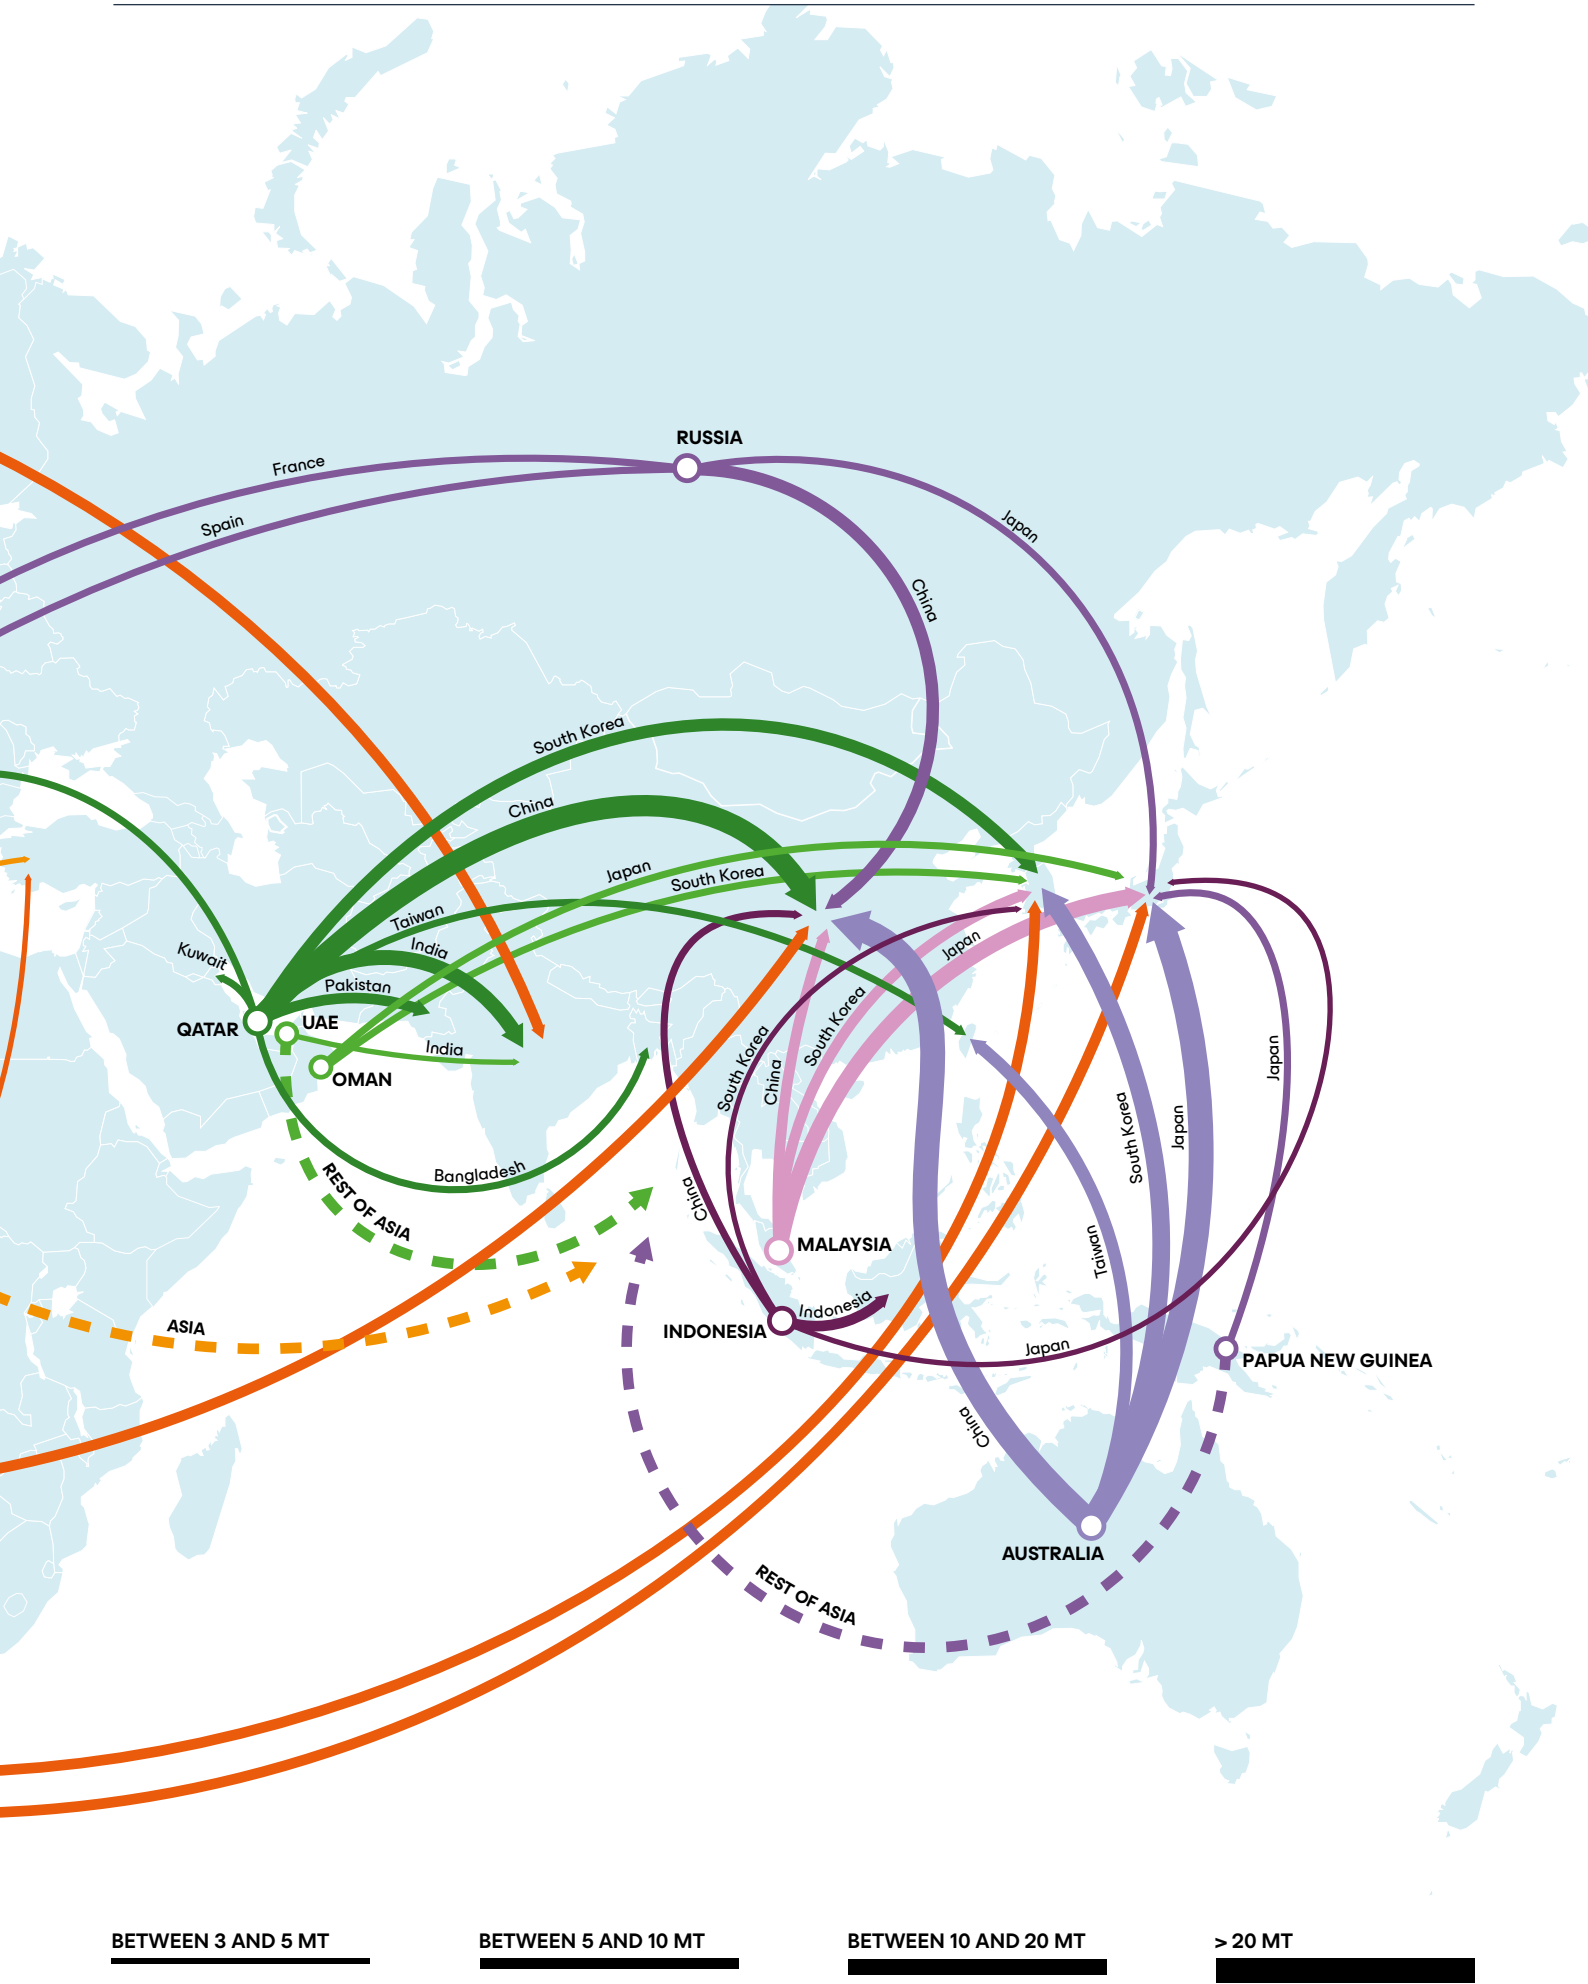 RUSSIA
France
Spain
Japan
China
South Korea
China
Japan
South Korea
Taiwan
India
Kuwait
Pakistan
QATAR
UAE
India
OMAN
Bangladesh
REST OF ASIA
ASIA
Japan
South Korea
South Korea
China
China
MALAYSIA
Indonesia
INDONESIA
Japan
Japan
South Korea
Japan
Taiwan
China
PAPUA NEW GUINEA
AUSTRALIA
REST OF ASIA
BETWEEN 3 AND 5 MT
BETWEEN 5 AND 10 MT
BETWEEN 10 AND 20 MT
> 20 MT